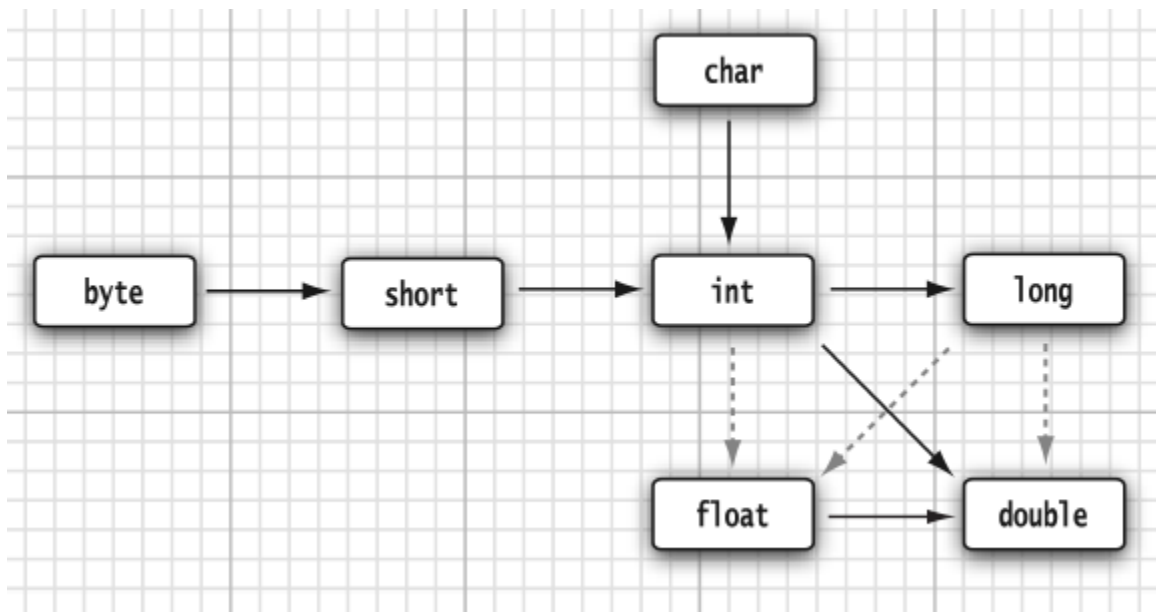 char
byte
short
int
long
float
double